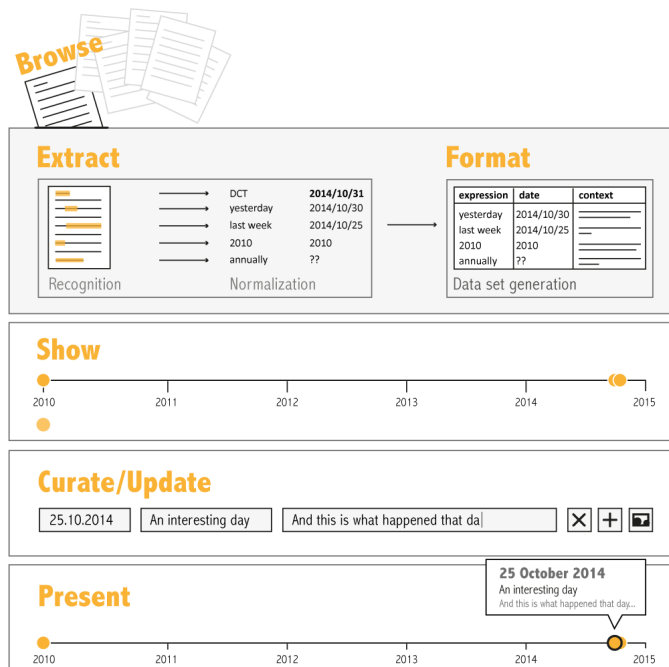 Browse
Extract
Format
DCT 2014/10/31
yesterday 2014/10/30
last week 2014/10/25
2010 2010
annually ??
Recognition
Normalization
expression date context
yesterday 2014/10/30
last week 2014/10/25
2010 2010
annually ??
Data set generation
Show
2010 2011 2012 2013 2014 2015
Curate/Update
25.10.2014
An interesting day
And this is what happened that da
Present
25 October 2014
An interesting day
And this is what happened that day...
2010 2011 2012 2013 2014 2015